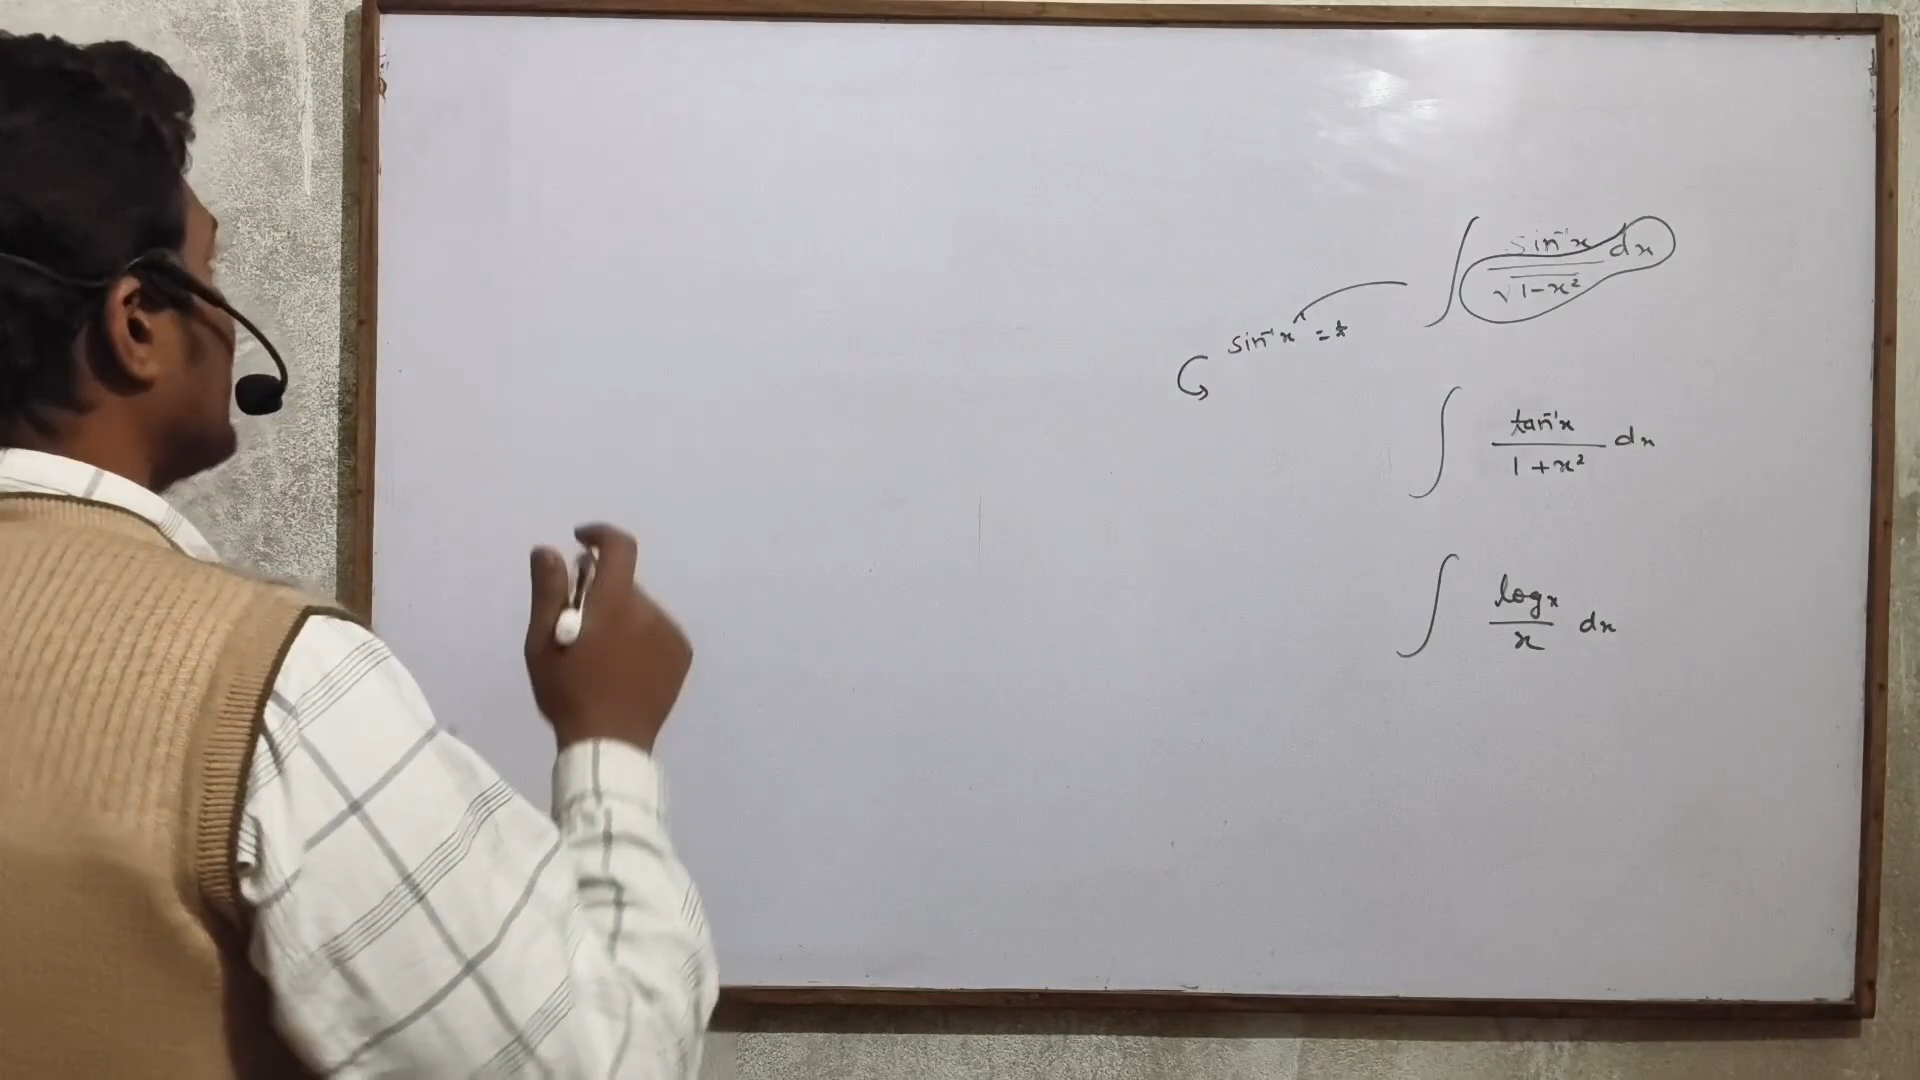 ∫ sin⁻¹x / √1-x² dx
sin⁻¹x = t
∫ tan⁻¹x / 1+x² dx
∫ logx / x dx